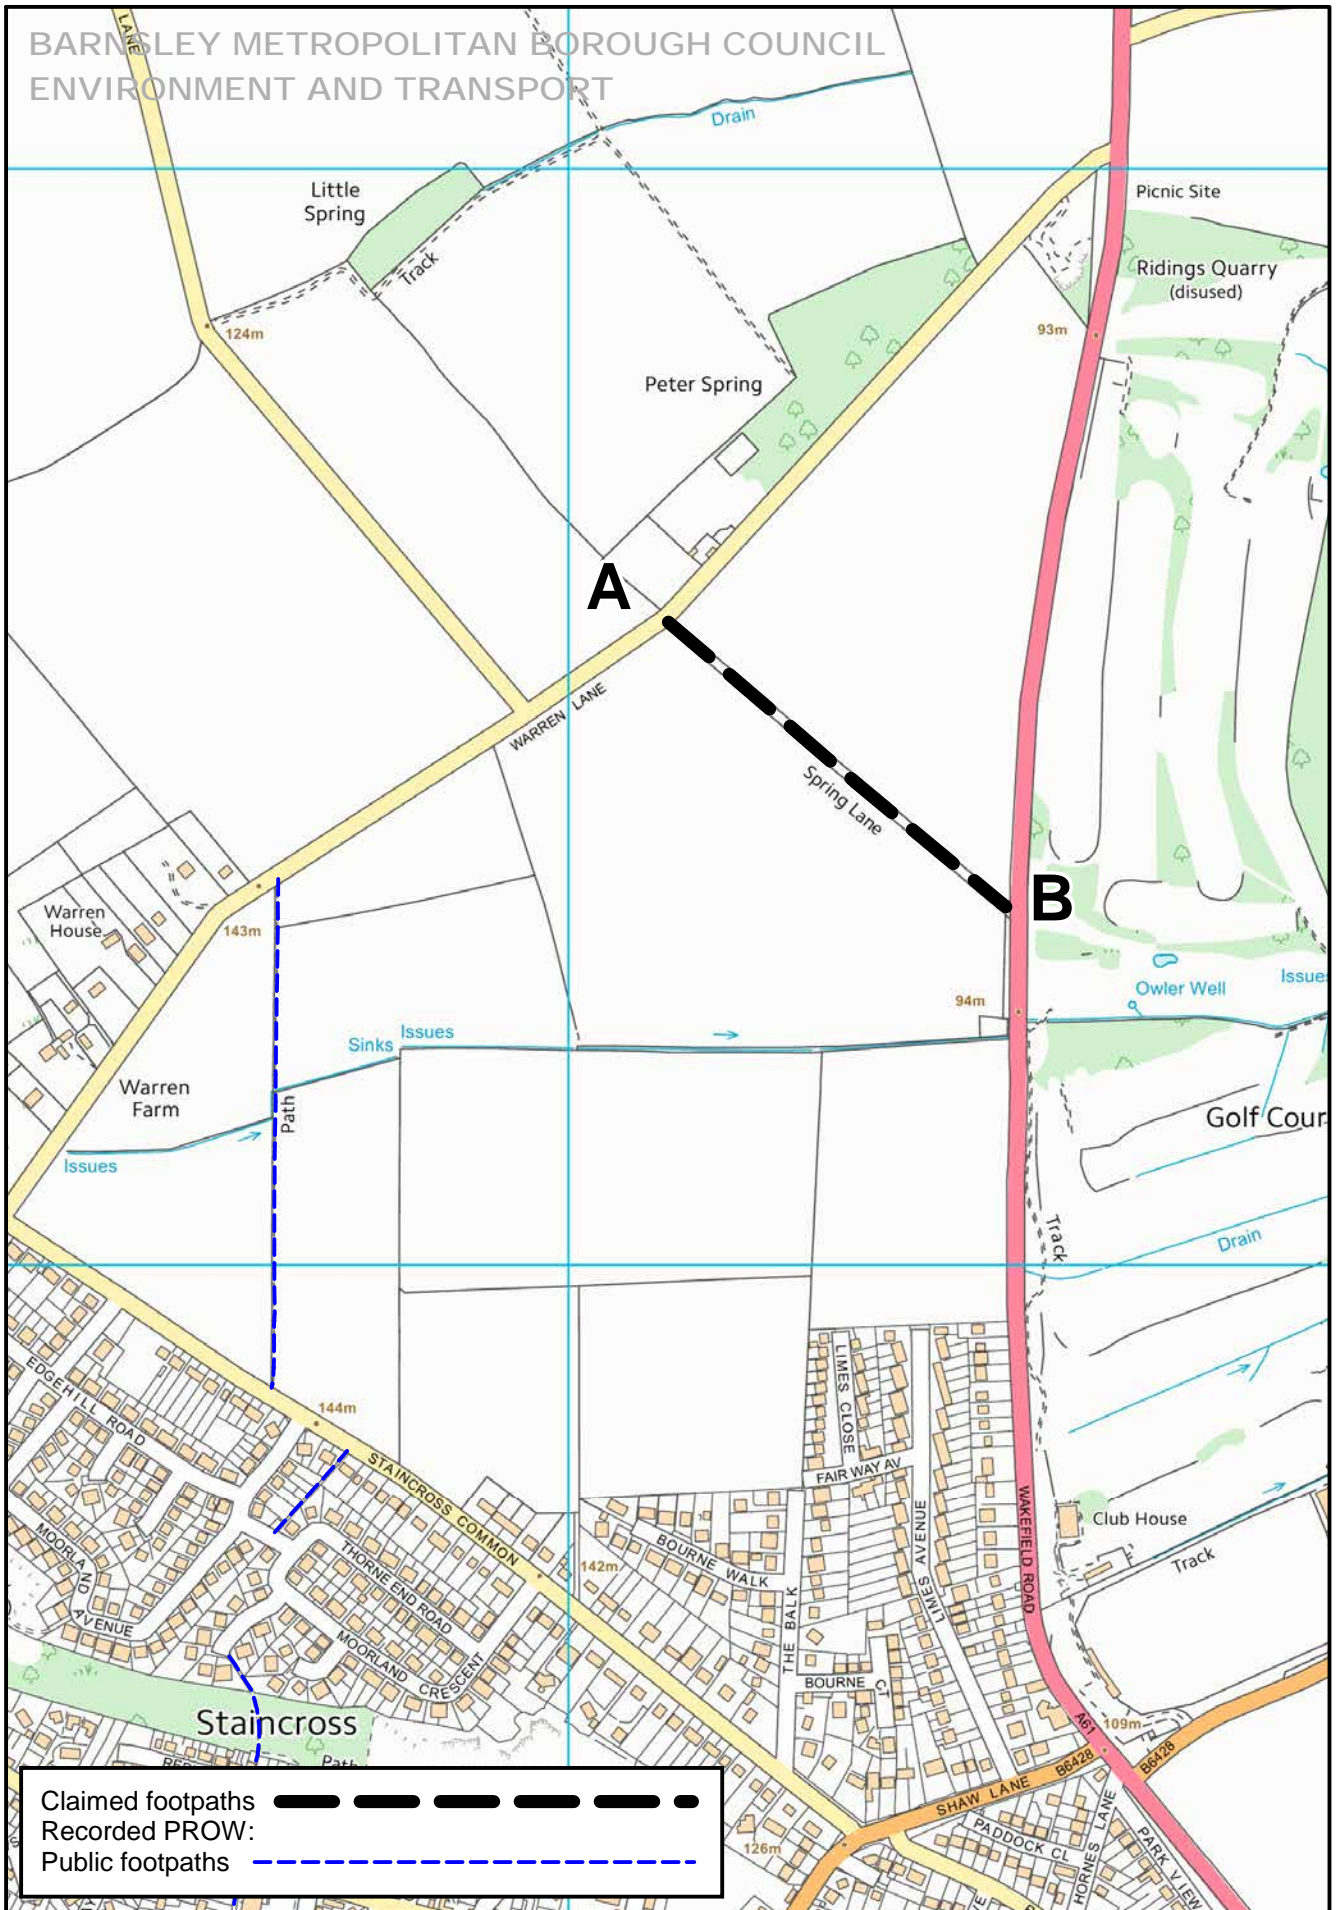 BARNSLEY METROPOLITAN BOROUGH COUNCIL
ENVIRONMENT AND TRANSPORT
LANE
Drain
Little
Spring
Track
Picnic Site
Ridings Quarry
(disused)
124m
93m
Peter Spring
A
WARREN LANE
Spring Lane
B
Warren
House
143m
94m
Owler Well
Issues
Sinks
Issues
Warren
Farm
Path
Issues
Golf Cour
Track
Drain
EDGEHILL ROAD
144m
STAINCROSS COMMON
LIMES CLOSE
FAIR WAY AV
LIMES AVENUE
WAKEFIELD ROAD
Club House
Track
MOORLAND
AVENUE
THORNE END ROAD
MOORLAND
CRESCENT
142m
BOURNE WALK
THE BALK
BOURNE CT
Staincross
Path
A61
109m
B6428
B6428
SHAW LANE
PADDOCK CL
HORNES LANE
PARK VIEW
126m
Claimed footpaths
Recorded PROW:
Public footpaths